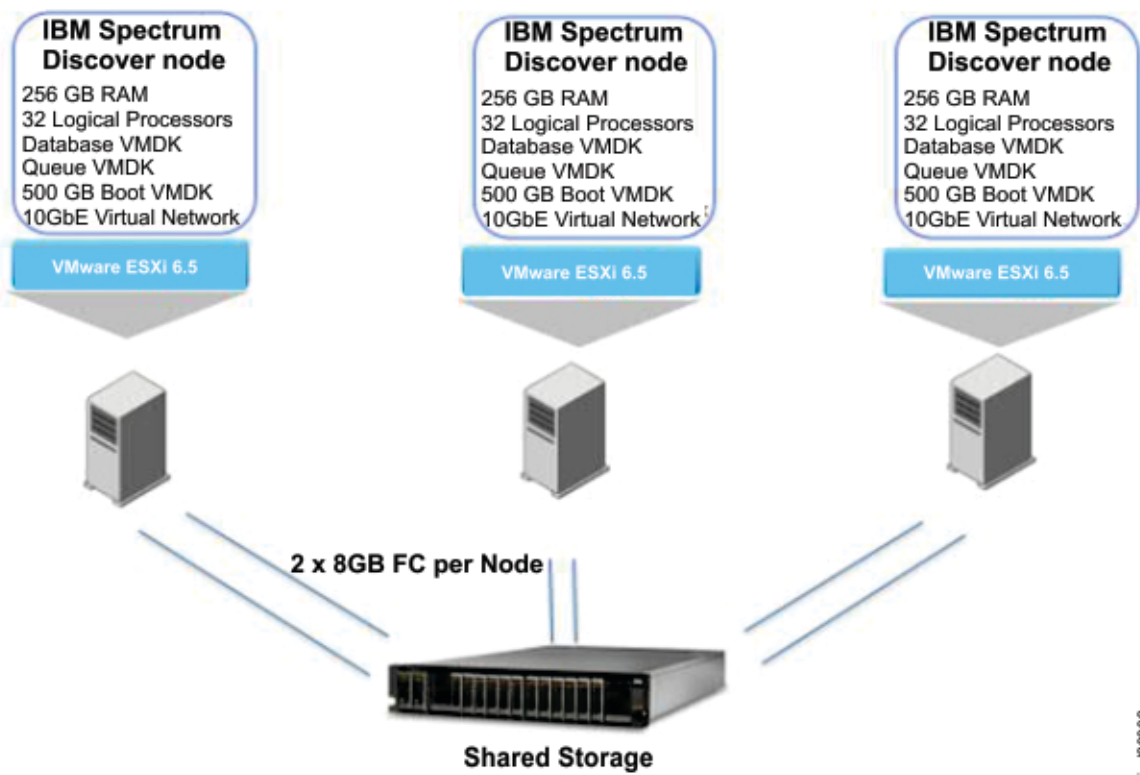 IBM Spectrum
Discover node
256 GB RAM
32 Logical Processors
Database VMDK
Queue VMDK
500 GB Boot VMDK
10GbE Virtual Network
VMware ESXi 6.5
IBM Spectrum
Discover node
256 GB RAM
32 Logical Processors
Database VMDK
Queue VMDK
500 GB Boot VMDK
10GbE Virtual Network
VMware ESXi 6.5
IBM Spectrum
Discover node
256 GB RAM
32 Logical Processors
Database VMDK
Queue VMDK
500 GB Boot VMDK
10GbE Virtual Network
VMware ESXi 6.5
2 x 8GB FC per Node
Shared Storage